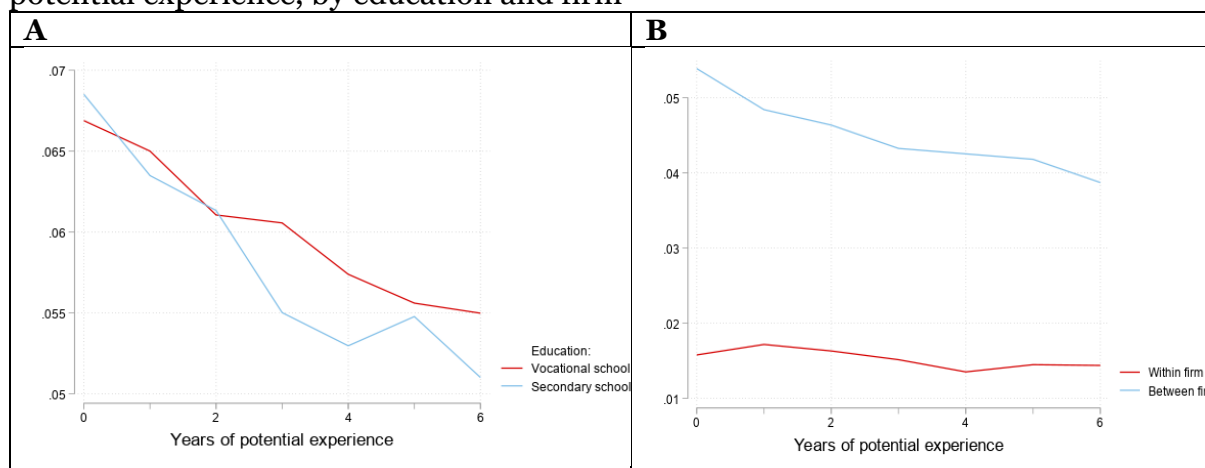 potential experience, by education and firm
A
B
.07
.065
.06
.055
.05
0
2
4
6
Years of potential experience
Education:
Vocational school
Secondary school
.05
.04
.03
.02
.01
0
2
4
6
Years of potential experience
Within firm
Between